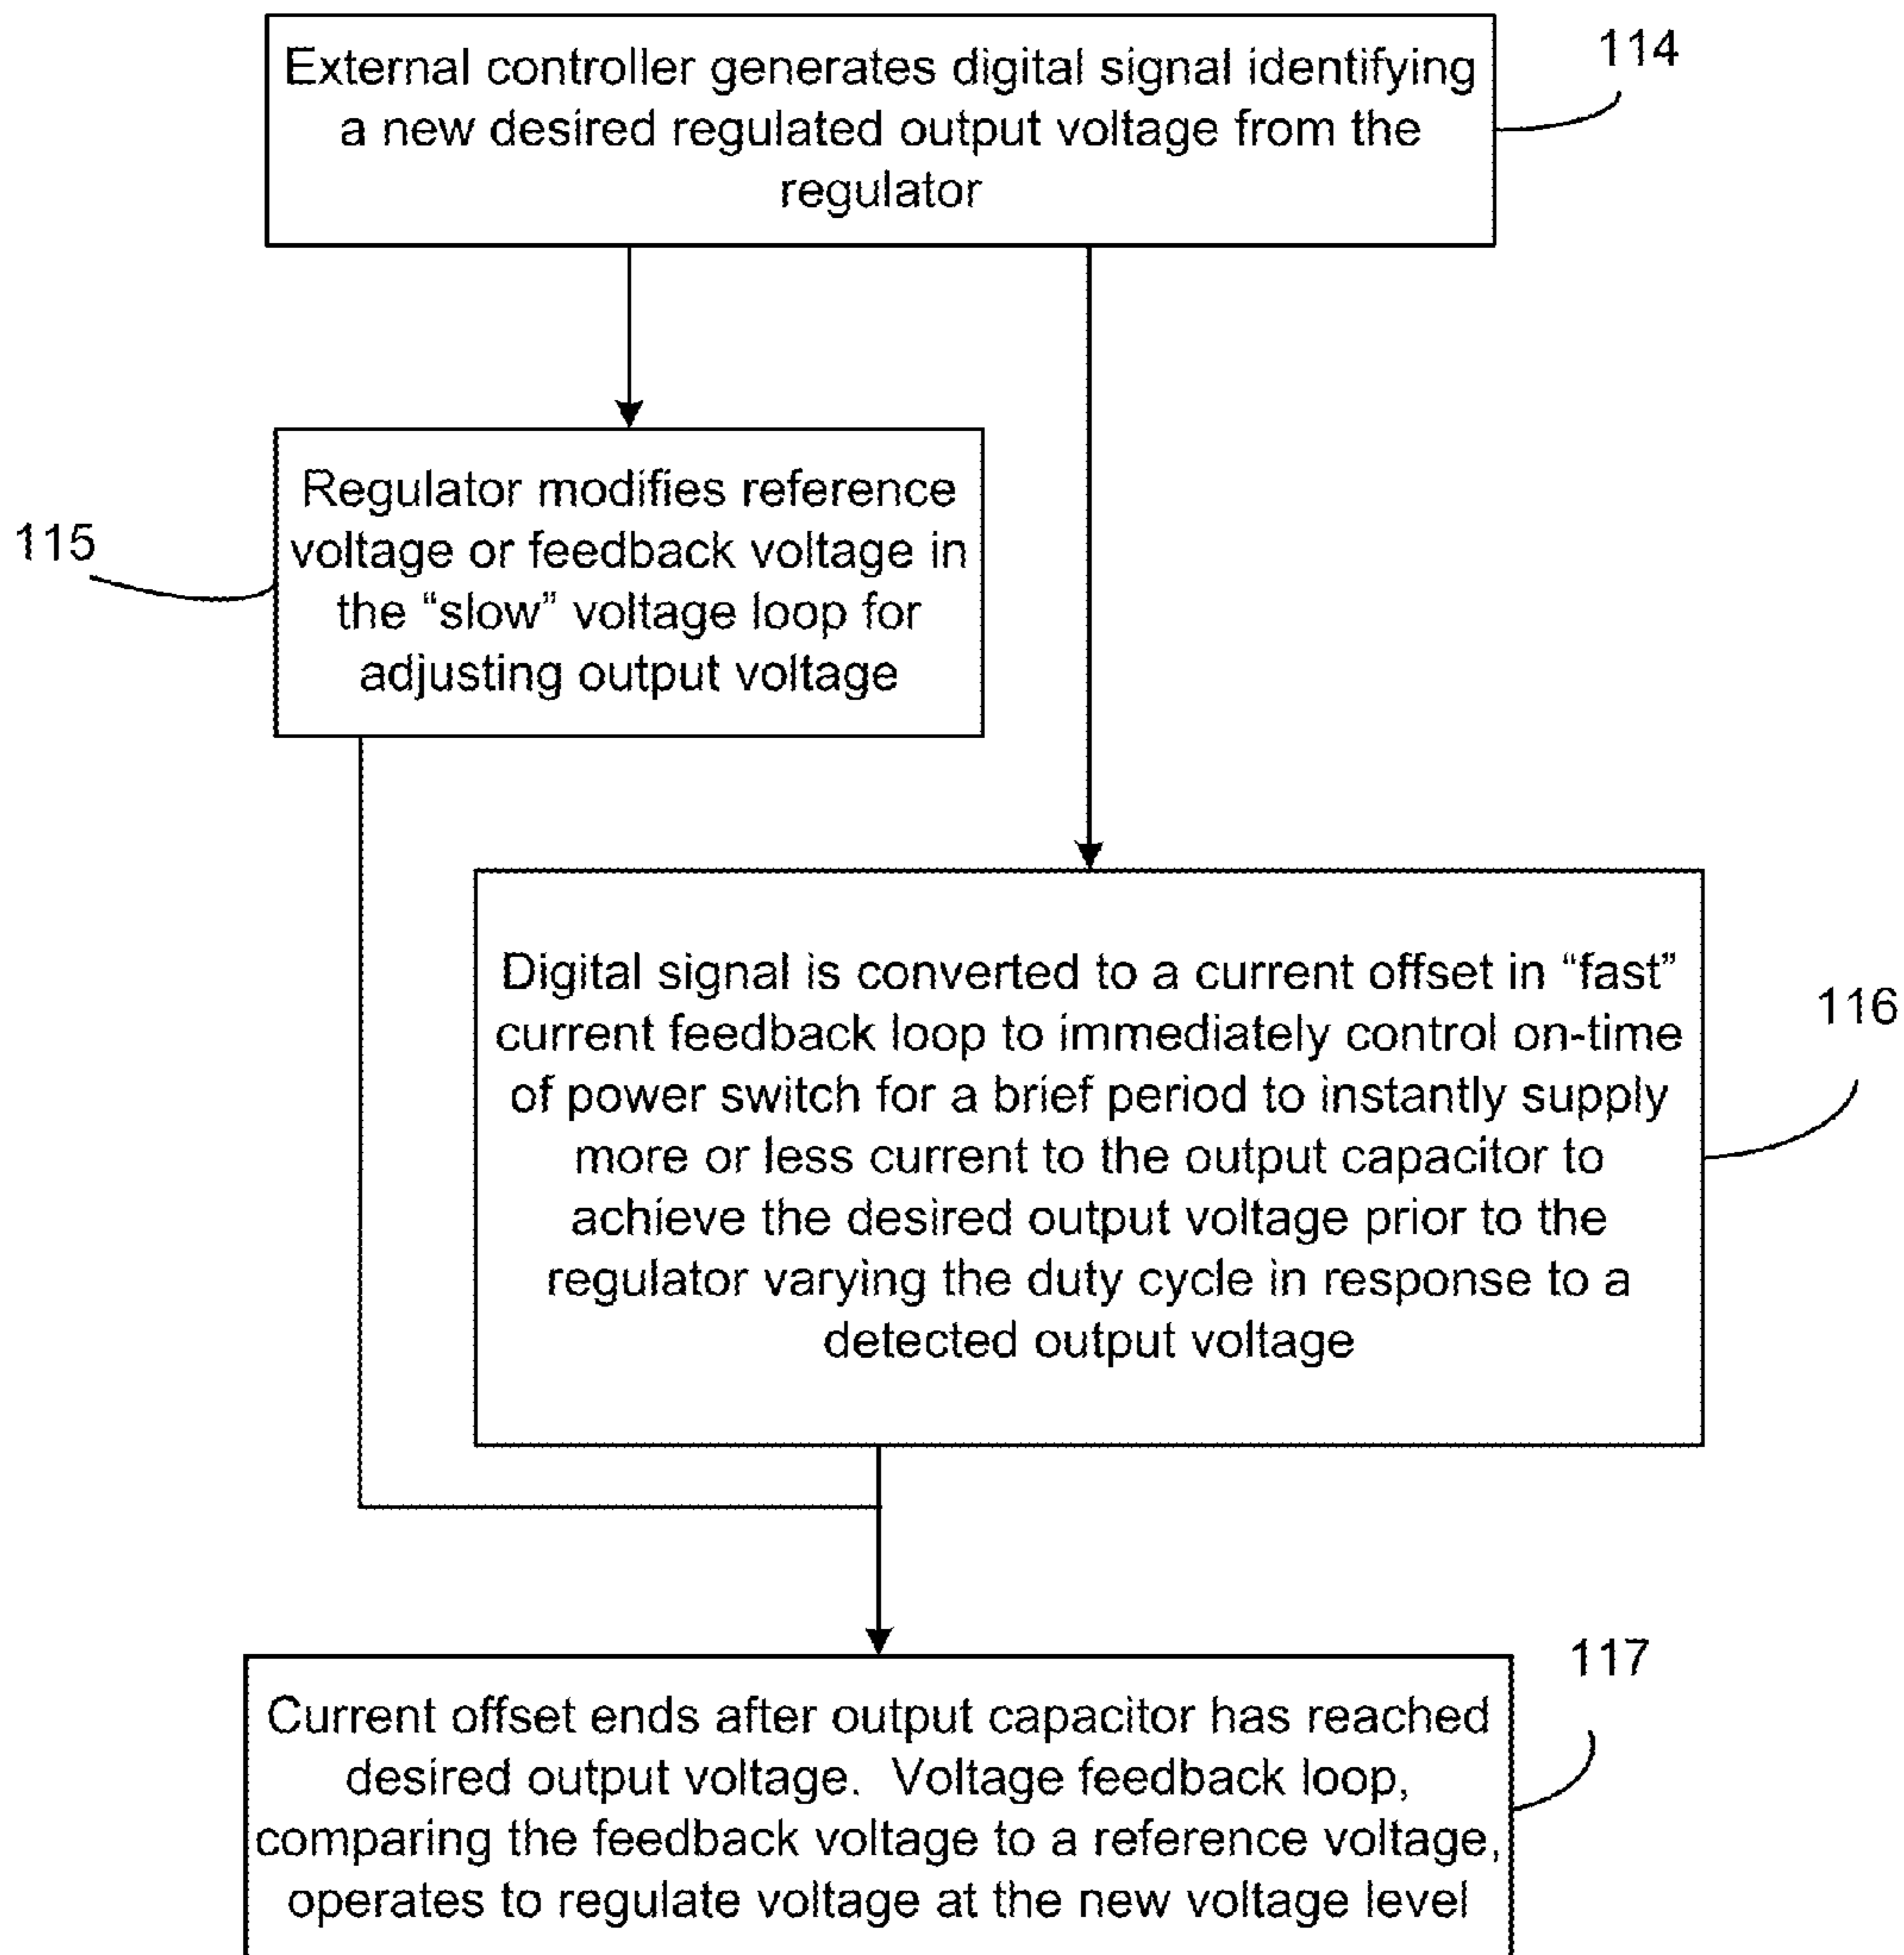 External controller generates digital signal identifying
a new desired regulated output voltage from the
regulator
114
Regulator modifies reference
voltage or feedback voltage in
the “slow” voltage loop for
adjusting output voltage
115
Digital signal is converted to a current offset in “fast”
current feedback loop to immediately control on-time
of power switch for a brief period to instantly supply
more or less current to the output capacitor to
achieve the desired output voltage prior to the
regulator varying the duty cycle in response to a
detected output voltage
116
Current offset ends after output capacitor has reached
desired output voltage. Voltage feedback loop,
comparing the feedback voltage to a reference voltage,
operates to regulate voltage at the new voltage level
117